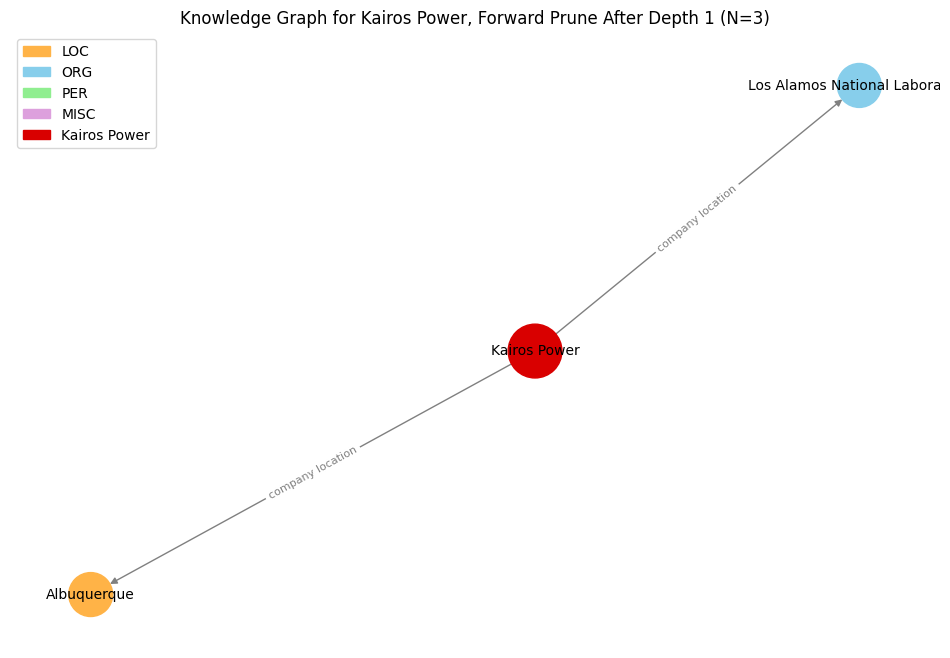 Knowledge Graph for Kairos Power, Forward Prune After Depth 1 (N=3)
LOC
ORG
PER
MISC
Kairos Power
Los Alamos National Labora
company location
Kairos Power
company location
Albuquerque